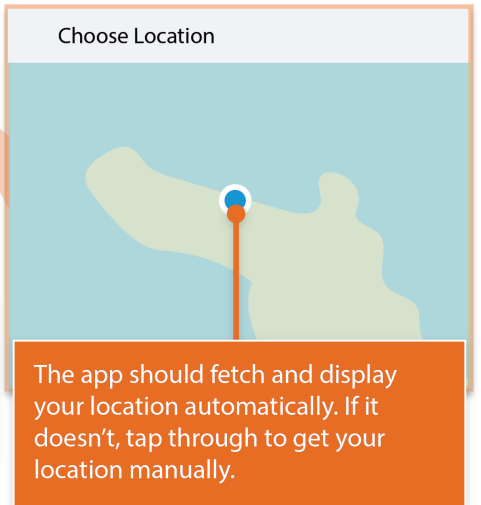 Choose Location
The app should fetch and display
your location automatically. If it
doesn’t, tap through to get your
location manually.